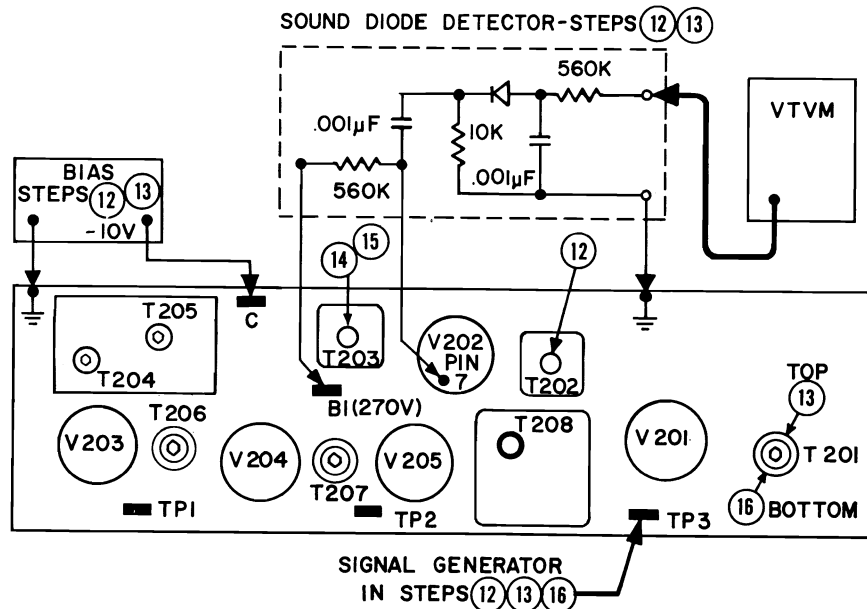 SOUND DIODE DETECTOR-STEPS 12 13
560K
.001µF
10K
.001µF
560K
VTVM
BIAS
STEPS 12 13
-10V
C
14 15
12
T205
T204
T203
V202
PIN
7
T202
TOP
13
B1(270V)
V203
T206
V204
T207
V205
T208
V201
T201
16 BOTTOM
TP1
TP2
TP3
SIGNAL GENERATOR
IN STEPS 12 13 16